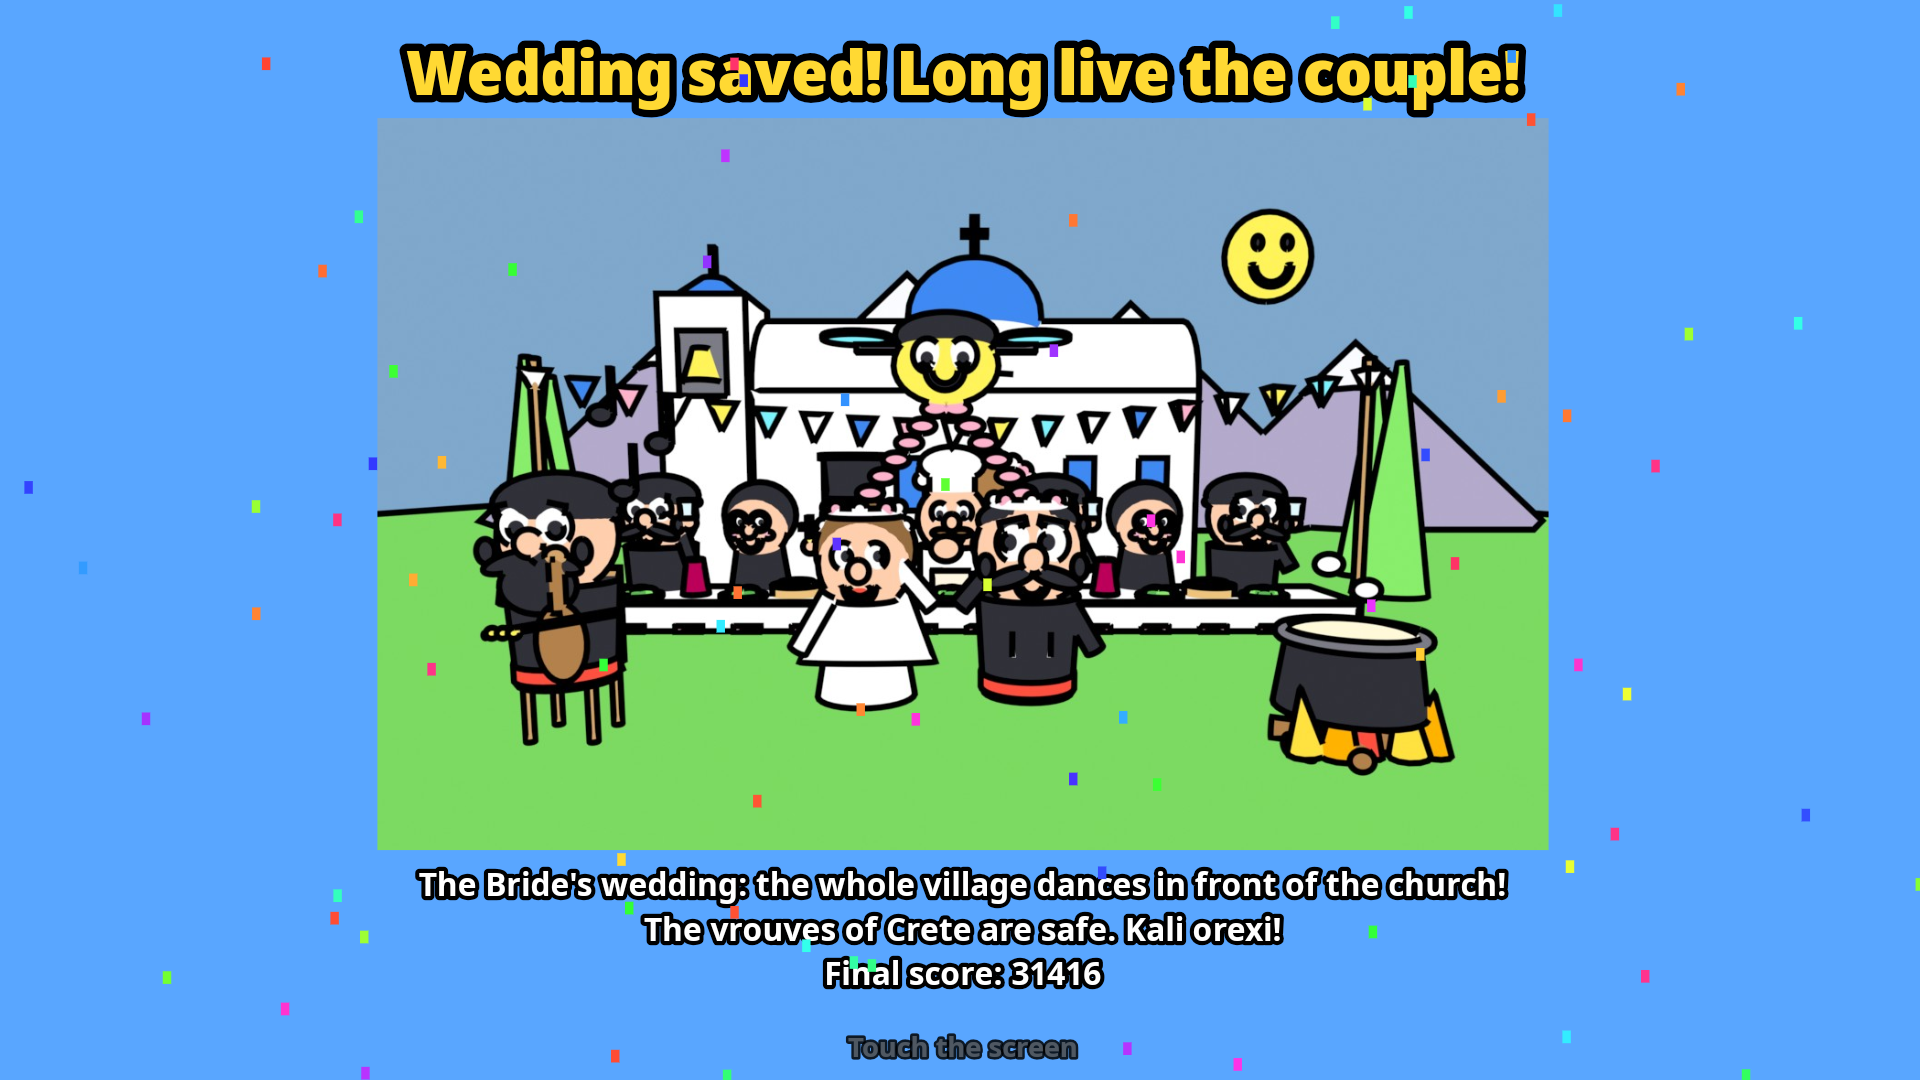 Wedding saved! Long live the couple!
The Bride's wedding: the whole village dances in front of the church!
The vrouves of Crete are safe. Kali orexi!
Final score: 31416
Touch the screen